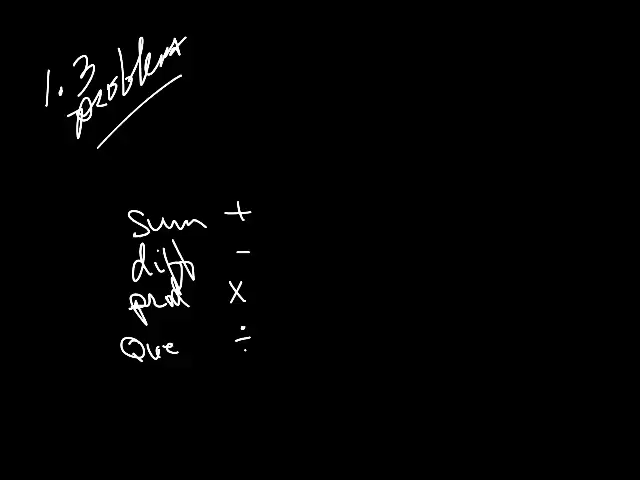 1.3
problem
sum +
diff -
prod x
Quo ÷